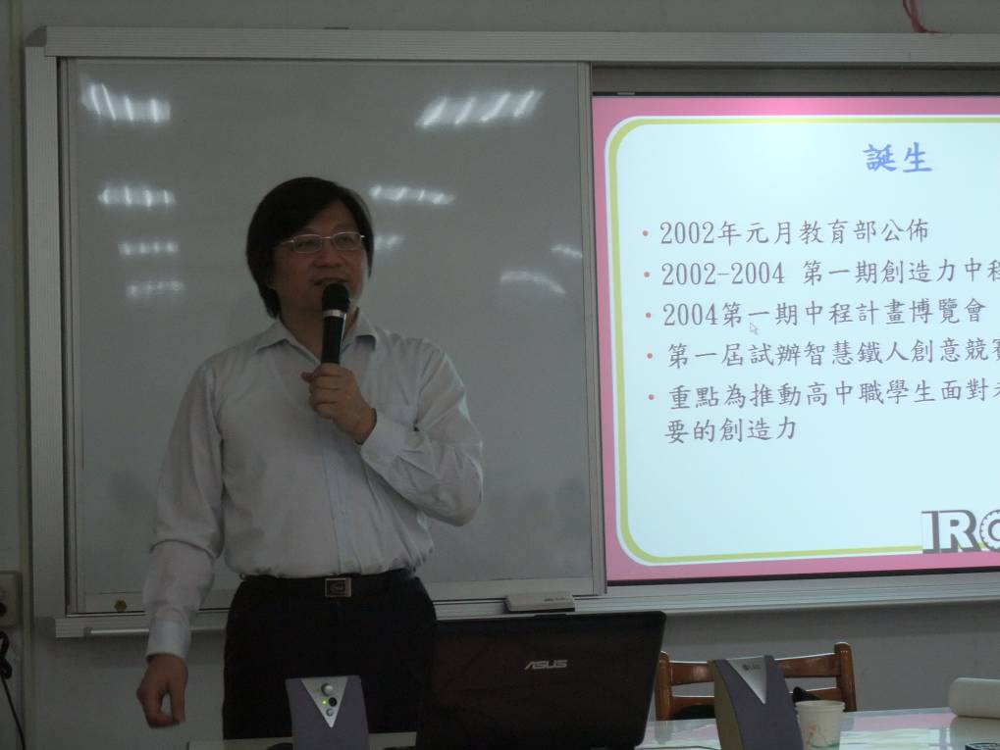 誕生
2002年元月教育部公佈
2002-2004 第一期創造力中程
2004第一期中程計畫博覽會
第一屆試辦智慧鐵人創意競賽
重點為推動高中職學生面對未
要的創造力
IRO
ASUS